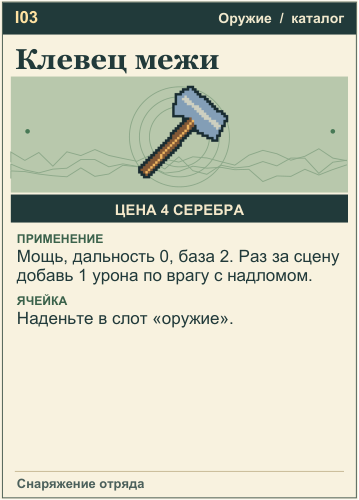 I03
Оружие / каталог
Клевец межи
ЦЕНА 4 СЕРЕБРА
ПРИМЕНЕНИЕ
Мощь, дальность 0, база 2. Раз за сцену
добавь 1 урона по врагу с надломом.
ЯЧЕЙКА
Наденьте в слот «оружие».
Снаряжение отряда